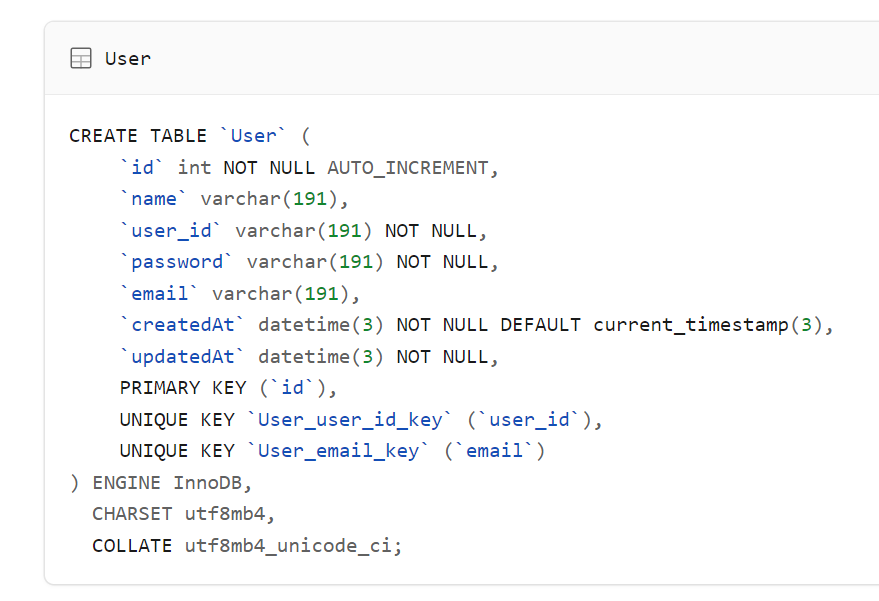 User
CREATE TABLE `User` (
`id` int NOT NULL AUTO_INCREMENT,
`name` varchar(191),
`user_id` varchar(191) NOT NULL,
`password` varchar(191) NOT NULL,
`email` varchar(191),
`createdAt` datetime(3) NOT NULL DEFAULT current_timestamp(3),
`updatedAt` datetime(3) NOT NULL,
PRIMARY KEY (`id`),
UNIQUE KEY `User_user_id_key` (`user_id`),
UNIQUE KEY `User_email_key` (`email`)
) ENGINE InnoDB,
CHARSET utf8mb4,
COLLATE utf8mb4_unicode_ci;